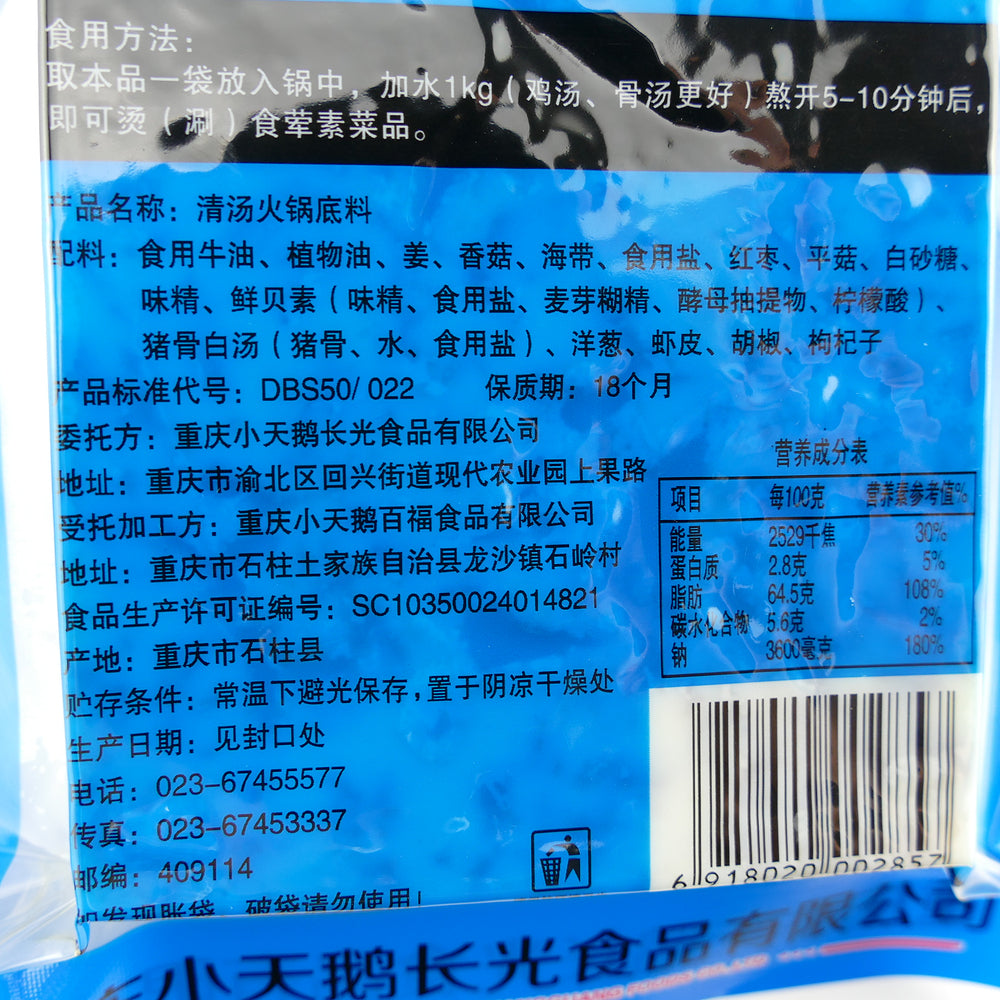 食用方法：
取本品一袋放入锅中，加水1kg（鸡汤、骨汤更好）熬开5-10分钟后，
即可烫（涮）食荤素菜品。
产品名称：清汤火锅底料
配料：食用牛油、植物油、姜、香菇、海带、食用盐、红枣、平菇、白砂糖、
味精、鲜贝素（味精、食用盐、麦芽糊精、酵母抽提物、柠檬酸）、
猪骨白汤（猪骨、水、食用盐）、洋葱、虾皮、胡椒、枸杞子
产品标准代号：DBS50/ 022 保质期：18个月
委托方：重庆小天鹅长光食品有限公司
地址：重庆市渝北区回兴街道现代农业园上果路
受托加工方：重庆小天鹅百福食品有限公司
地址：重庆市石柱土家族自治县龙沙镇石岭村
食品生产许可证编号：SC10350024014821
产地：重庆市石柱县
贮存条件：常温下避光保存，置于阴凉干燥处
生产日期：见封口处
电话：023-67455577
传真：023-67453337
邮编：409114
如发现胀袋、破袋请勿使用！
营养成分表
项目 每100克 营养素参考值%
能量 2529千焦 30%
蛋白质 2.8克 5%
脂肪 64.5克 108%
碳水化合物 5.6克 2%
钠 3600毫克 180%
6 918020 002857
小天鹅长光食品有限公司